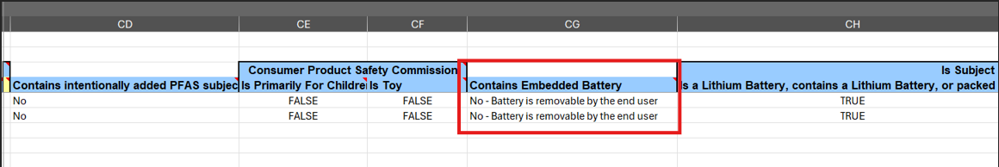 CD CE CF CG CH
Consumer Product Safety Commission Is Subject
Contains intentionally added PFAS subjec Is Primarily For Childre Is Toy Contains Embedded Battery Is a Lithium Battery, contains a Lithium Battery, or packed
No FALSE FALSE No - Battery is removable by the end user TRUE
No FALSE FALSE No - Battery is removable by the end user TRUE